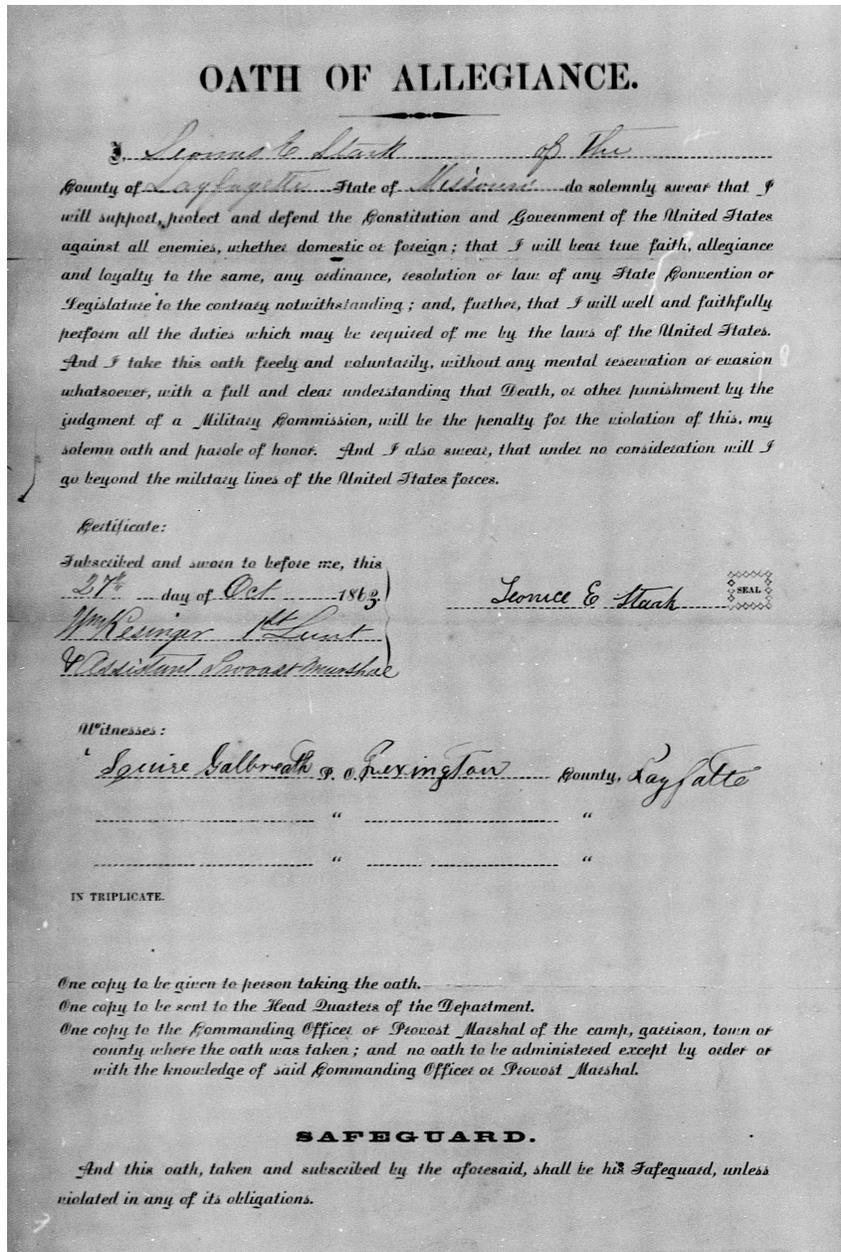 OATH OF ALLEGIANCE.
I, Leonus E Stark of the
County of Layfayette State of Missouri do solemnly swear that I
will support, protect and defend the Constitution and Government of the United States
against all enemies, whether domestic or foreign; that I will bear true faith, allegiance
and loyalty to the same, any ordinance, resolution or law of any State Convention or
Legislature to the contrary notwithstanding; and, further, that I will well and faithfully
perform all the duties which may be required of me by the laws of the United States.
And I take this oath freely and voluntarily, without any mental reservation or evasion
whatsoever, with a full and clear understanding that Death, or other punishment by the
judgment of a Military Commission, will be the penalty for the violation of this, my
solemn oath and parole of honor. And I also swear, that under no consideration will I
go beyond the military lines of the United States forces.
Certificate:
Subscribed and sworn to before me, this
27th day of Oct 1863
Leonice E Stark SEAL
Wm Kesinger 1st Lieut
& Assistant Provost Marshal
Witnesses:
Squire Galbreath P. O. Lexington County, Layfatte
" "
" "
IN TRIPLICATE.
One copy to be given to person taking the oath.
One copy to be sent to the Head Quarters of the Department.
One copy to the Commanding Officer or Provost Marshal of the camp, garrison, town or
county where the oath was taken; and no oath to be administered except by order or
with the knowledge of said Commanding Officer or Provost Marshal.
SAFEGUARD.
And this oath, taken and subscribed by the aforesaid, shall be his Safeguard, unless
violated in any of its obligations.